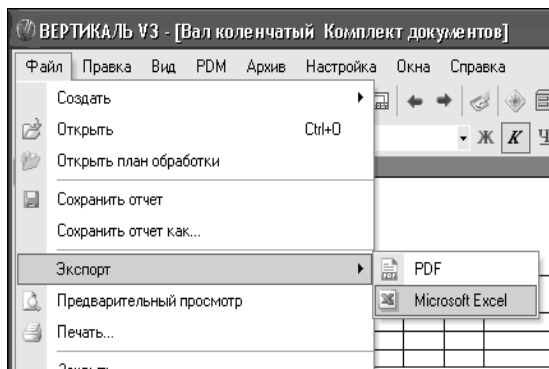 ВЕРТИКАЛЬ V3 - [Вал коленчатый Комплект документов]
Файл Правка Вид PDM Архив Настройка Окна Справка
Создать
Открыть Ctrl+O
Ж К Ч
Открыть план обработки
Сохранить отчет
Сохранить отчет как...
Экспорт
PDF
Предварительный просмотр
Microsoft Excel
Печать...